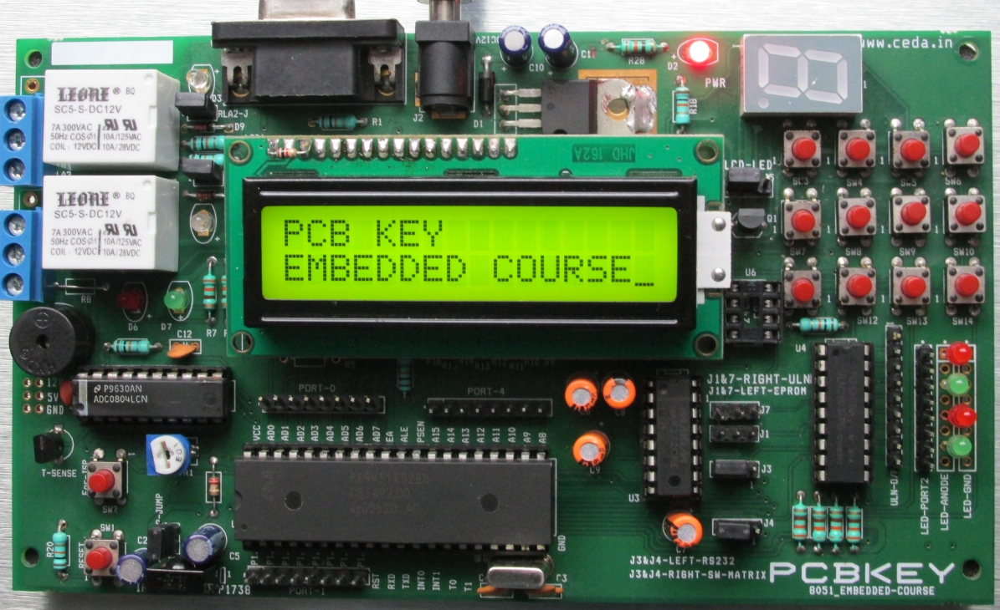 www.ceda.in
DC12V
C10
R28
D2
PWR
R18
J2
D1
R1
LEONE BQ
SC5-S-DC12V
7A 300VAC
50Hz COS
10A/125VAC
COIL : 12VDC
10A/28VDC
D3
RLA2-J
D9
JHD 162A
LCD-LED
SW3
SW4
SW5
SW6
LEONE BQ
SC5-S-DC12V
7A 300VAC
50Hz COS
10A/125VAC
COIL : 12VDC
10A/28VDC
PCB KEY
EMBEDDED COURSE_
Q1
SW7
SW8
SW9
SW10
U6
R8
D6
D7
R7
C12
SW12
SW13
SW14
U4
12
5V
GND
P9630AN
ADC0804LCN
PORT-0
PORT-4
J1&7-RIGHT-ULN
J1&7-LEFT-EPROM
J7
J1
J3
J4
VCC
AD0
AD1
AD2
AD3
AD4
AD5
AD6
AD7
EA
ALE
PSEN
A15
A14
A13
A12
A11
A10
A9
A8
T-SENSE
SW2
SW1
RESET
R20
U3
GND
C5
PORT-1
RST
RXD
TXD
INT0
INT1
T0
T1
C3
J3&J4-LEFT-RS232
J3&J4-RIGHT-SW-MATRIX
LED-PORT2
LED-ANODE
LED-GND
PCBKEY
8051_EMBEDDED-COURSE